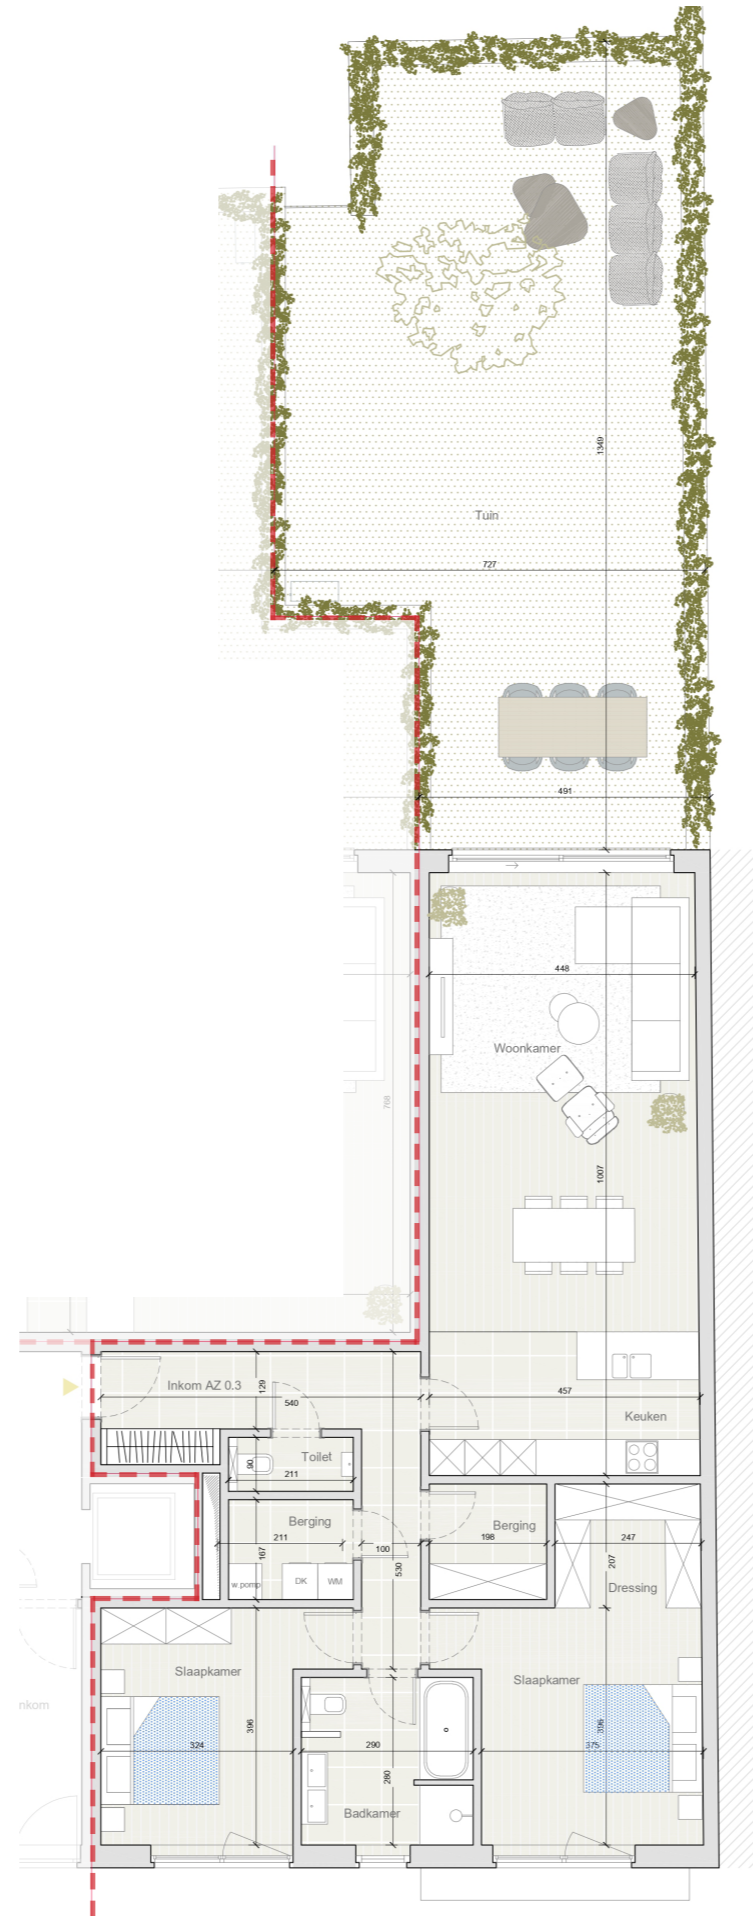 1349
Tuin
727
491
448
Woonkamer
768
1007
Inkom AZ 0.3
129
540
457
Keuken
Toilet
90
211
Berging
211
167
100
530
Berging
198
247
207
Dressing
w.pomp
DK
WM
Slaapkamer
Slaapkamer
nkom
396
324
290
280
396
375
Badkamer